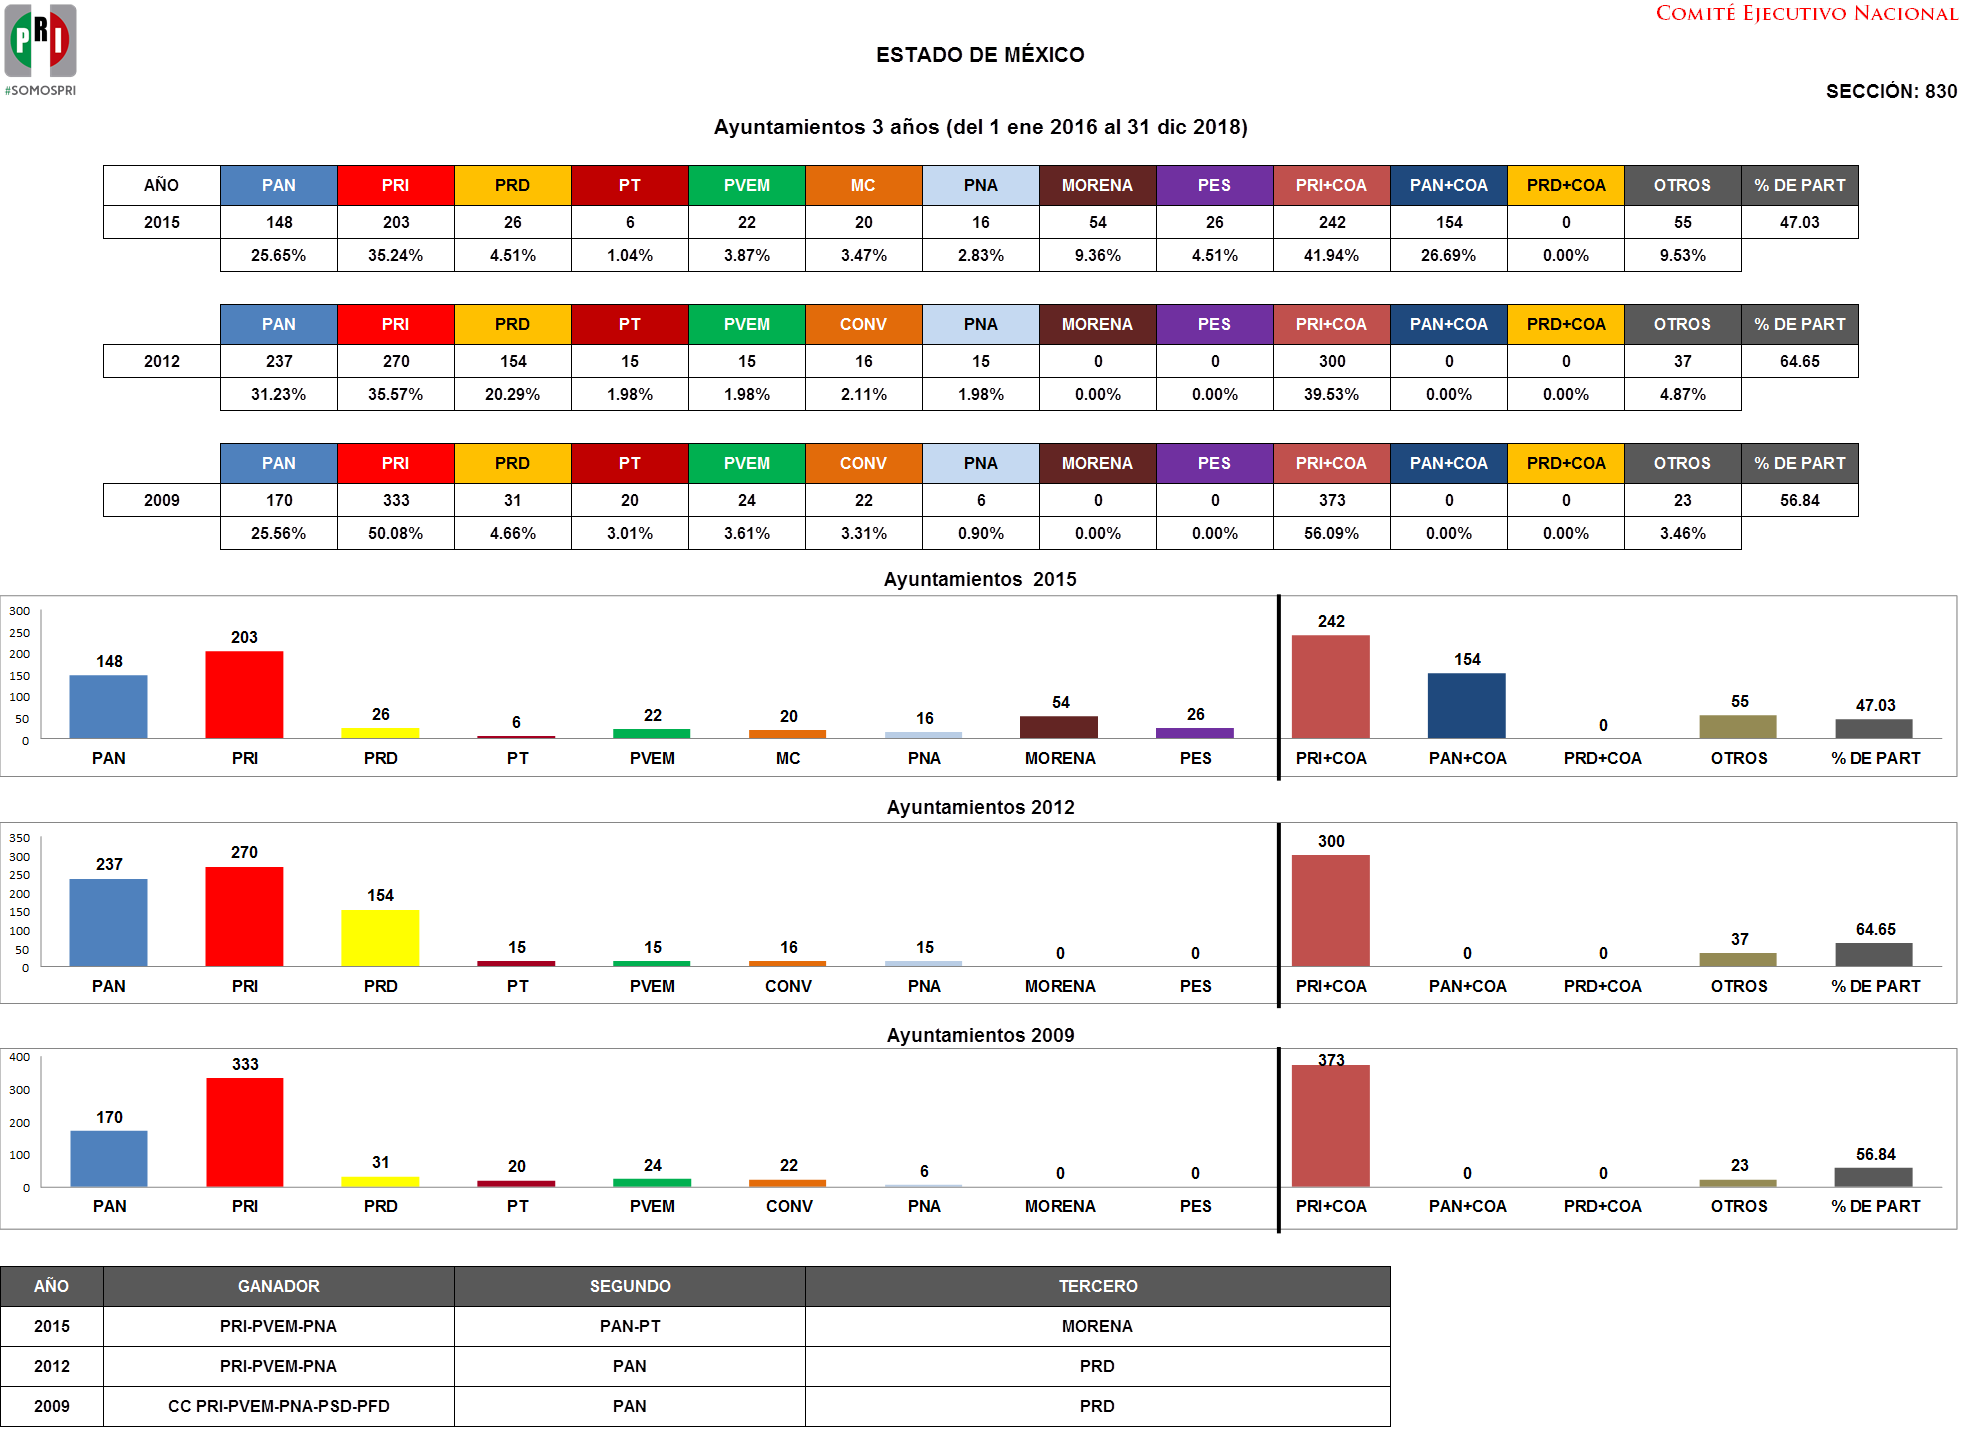 PRI
#SOMOSPRI
COMITÉ EJECUTIVO NACIONAL
ESTADO DE MÉXICO
SECCIÓN: 830
Ayuntamientos 3 años (del 1 ene 2016 al 31 dic 2018)
AÑO PAN PRI PRD PT PVEM MC PNA MORENA PES PRI+COA PAN+COA PRD+COA OTROS % DE PART
2015 148 203 26 6 22 20 16 54 26 242 154 0 55 47.03
25.65% 35.24% 4.51% 1.04% 3.87% 3.47% 2.83% 9.36% 4.51% 41.94% 26.69% 0.00% 9.53%
PAN PRI PRD PT PVEM CONV PNA MORENA PES PRI+COA PAN+COA PRD+COA OTROS % DE PART
2012 237 270 154 15 15 16 15 0 0 300 0 0 37 64.65
31.23% 35.57% 20.29% 1.98% 1.98% 2.11% 1.98% 0.00% 0.00% 39.53% 0.00% 0.00% 4.87%
PAN PRI PRD PT PVEM CONV PNA MORENA PES PRI+COA PAN+COA PRD+COA OTROS % DE PART
2009 170 333 31 20 24 22 6 0 0 373 0 0 23 56.84
25.56% 50.08% 4.66% 3.01% 3.61% 3.31% 0.90% 0.00% 0.00% 56.09% 0.00% 0.00% 3.46%
Ayuntamientos 2015
300
250
200
150
100
50
0
148 203 26 6 22 20 16 54 26 242 154 0 55 47.03
PAN PRI PRD PT PVEM MC PNA MORENA PES PRI+COA PAN+COA PRD+COA OTROS % DE PART
Ayuntamientos 2012
350
300
250
200
150
100
50
0
237 270 154 15 15 16 15 0 0 300 0 0 37 64.65
PAN PRI PRD PT PVEM CONV PNA MORENA PES PRI+COA PAN+COA PRD+COA OTROS % DE PART
Ayuntamientos 2009
400
300
200
100
0
170 333 31 20 24 22 6 0 0 373 0 0 23 56.84
PAN PRI PRD PT PVEM CONV PNA MORENA PES PRI+COA PAN+COA PRD+COA OTROS % DE PART
AÑO GANADOR SEGUNDO TERCERO
2015 PRI-PVEM-PNA PAN-PT MORENA
2012 PRI-PVEM-PNA PAN PRD
2009 CC PRI-PVEM-PNA-PSD-PFD PAN PRD